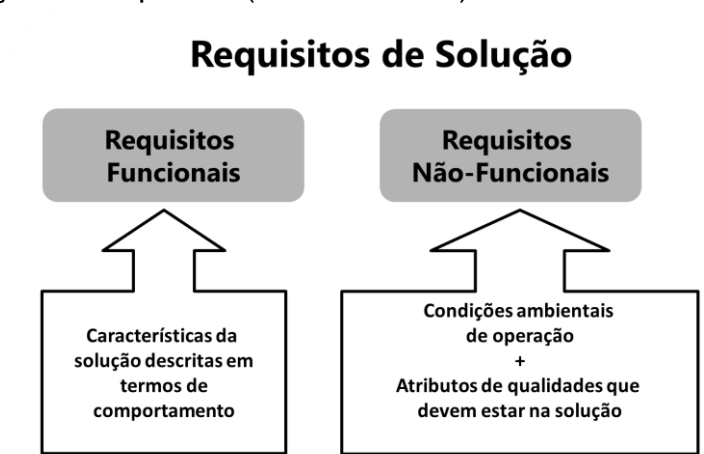 Requisitos de Solução
Requisitos
Funcionais
Requisitos
Não-Funcionais
Características da
solução descritas em
termos de
comportamento
Condições ambientais
de operação
+
Atributos de qualidades que
devem estar na solução